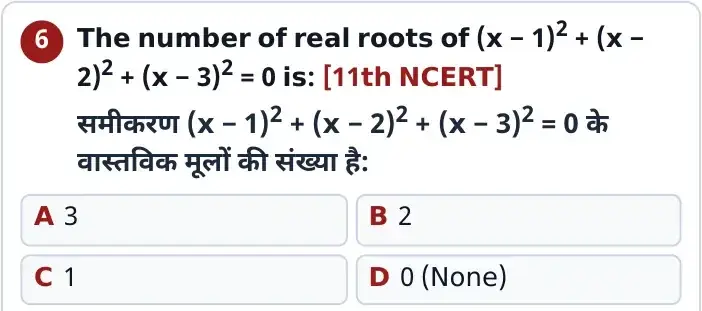 6 The number of real roots of (x – 1)² + (x –
2)² + (x – 3)² = 0 is: [11th NCERT]
समीकरण (x – 1)² + (x – 2)² + (x – 3)² = 0 के
वास्तविक मूलों की संख्या है:
A 3
B 2
C 1
D 0 (None)